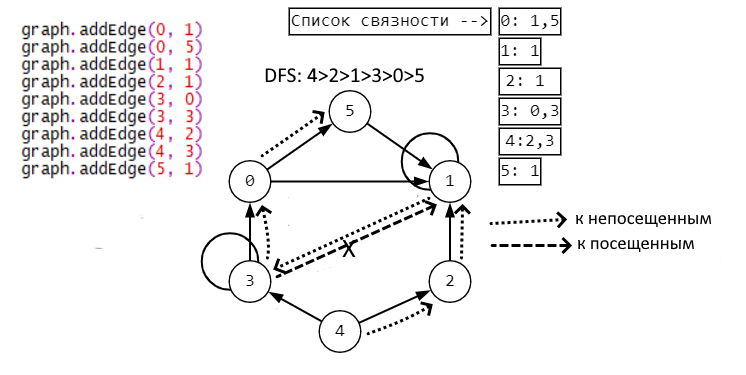 graph.addEdge(0, 1)
graph.addEdge(0, 5)
graph.addEdge(1, 1)
graph.addEdge(2, 1)
graph.addEdge(3, 0)
graph.addEdge(3, 3)
graph.addEdge(4, 2)
graph.addEdge(4, 3)
graph.addEdge(5, 1)
Список связности -->
0: 1,5
1: 1
2: 1
3: 0,3
4:2,3
5: 1
DFS: 4>2>1>3>0>5
5
0
1
X
3
2
4
к непосещенным
к посещенным